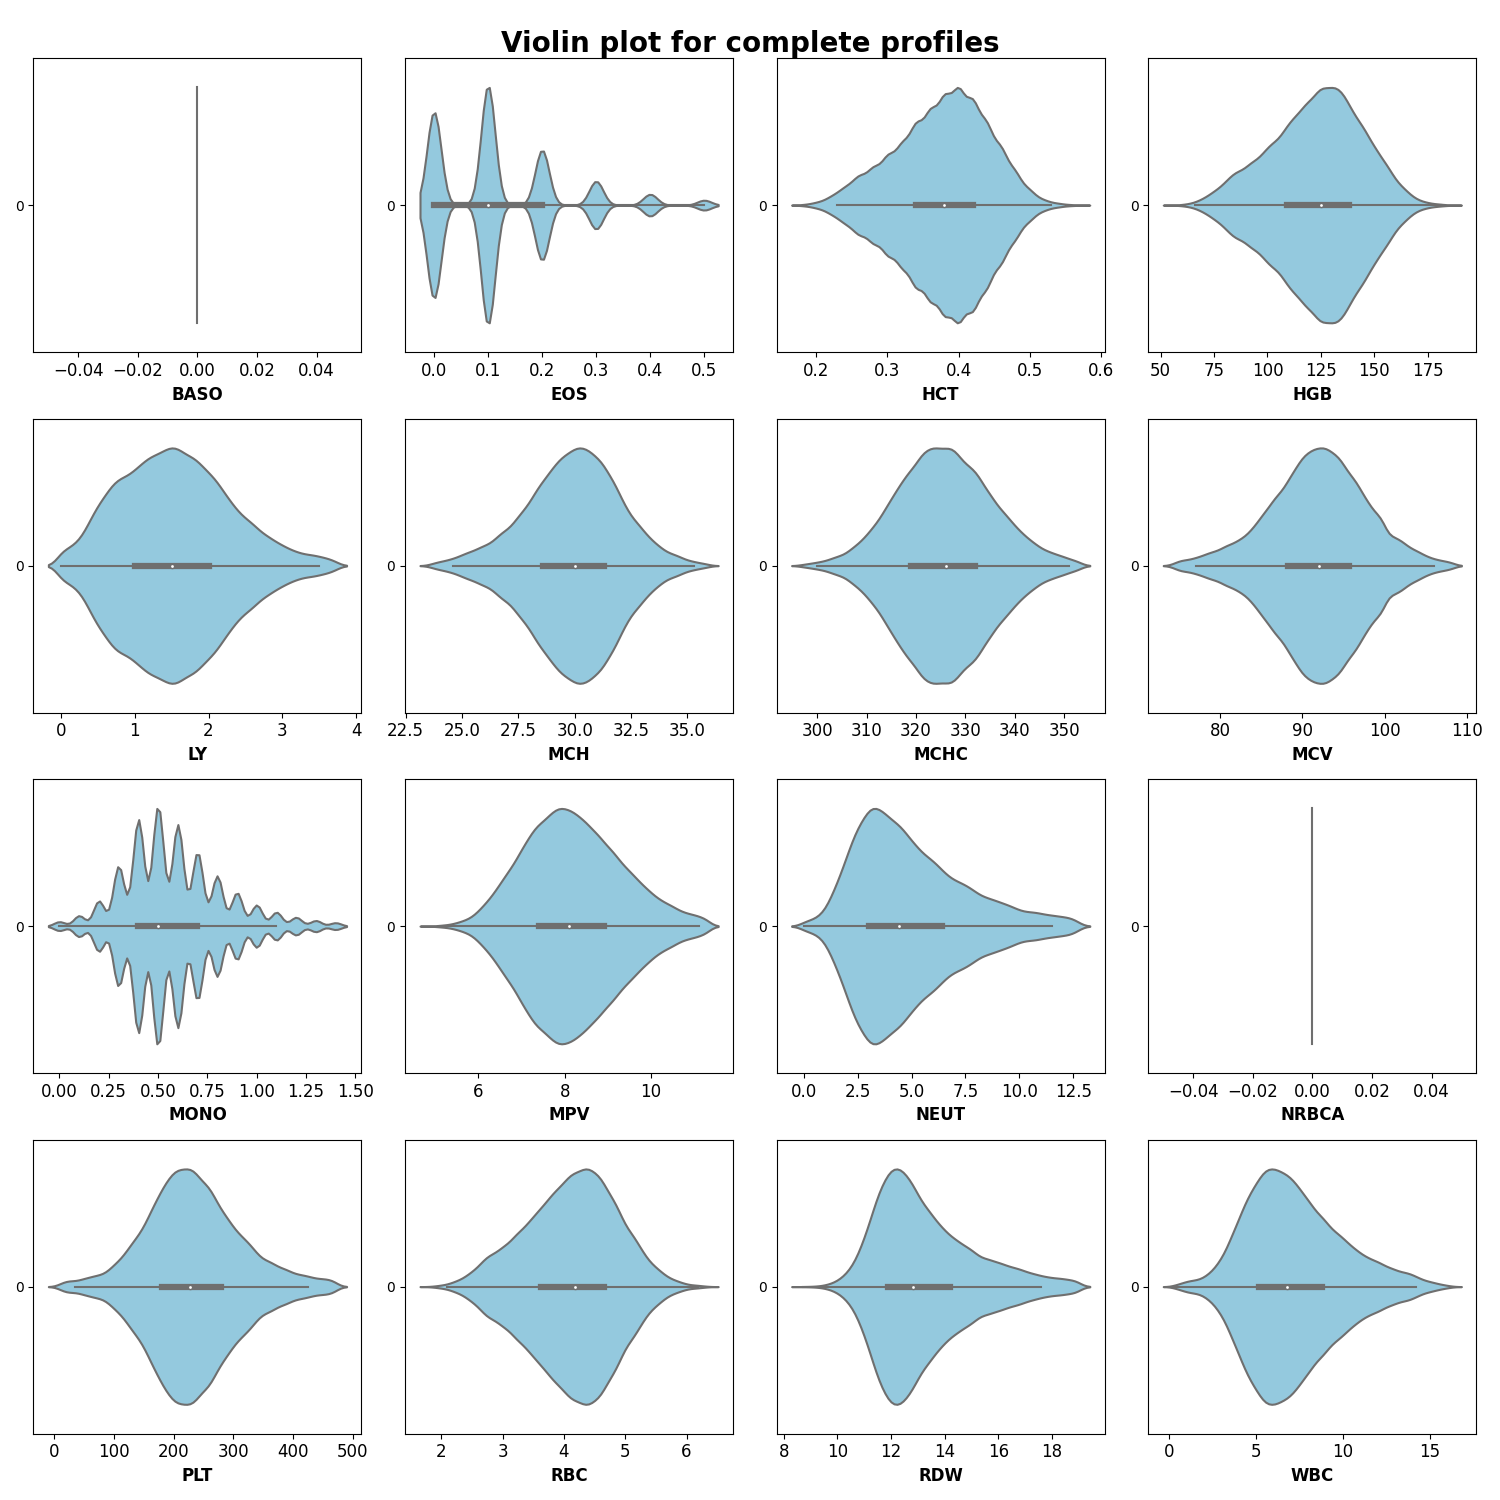 Violin plot for complete profiles
0 0 0 0
−0.04 −0.02 0.00 0.02 0.04 0.0 0.1 0.2 0.3 0.4 0.5 0.2 0.3 0.4 0.5 0.6 50 75 100 125 150 175
BASO EOS HCT HGB
0 0 0 0
0 1 2 3 4 22.5 25.0 27.5 30.0 32.5 35.0 300 310 320 330 340 350 80 90 100 110
LY MCH MCHC MCV
0 0 0 0
0.00 0.25 0.50 0.75 1.00 1.25 1.50 6 8 10 0.0 2.5 5.0 7.5 10.0 12.5 −0.04 −0.02 0.00 0.02 0.04
MONO MPV NEUT NRBCA
0 0 0 0
0 100 200 300 400 500 2 3 4 5 6 8 10 12 14 16 18 0 5 10 15
PLT RBC RDW WBC